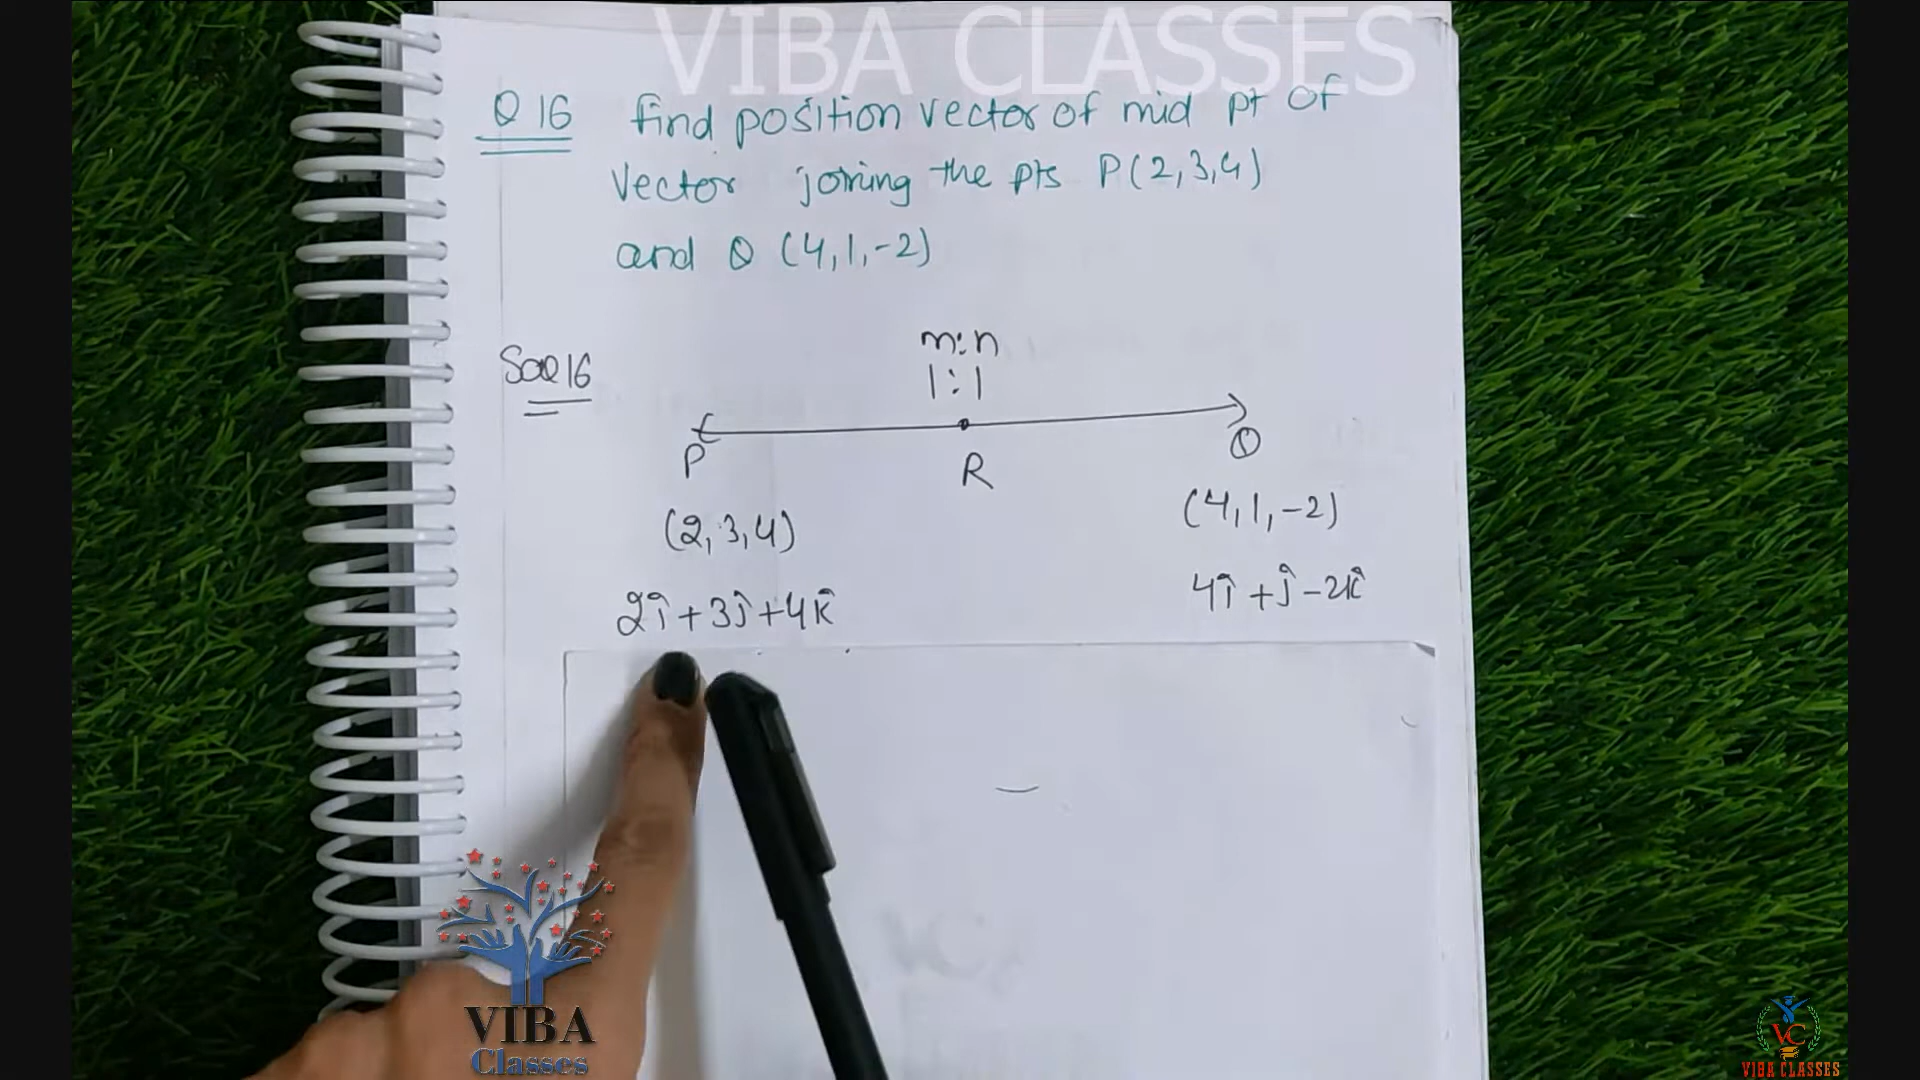 VIBA CLASSES
Q 16 find position vector of mid pt of
vector joining the pts P(2,3,4)
and Q (4,1,-2)
Sol 16
m:n
1:1
P
R
Q
(2,3,4)
(4,1,-2)
2î+3ĵ+4k̂
4î+ĵ-2k̂
VIBA
Classes
VC
VIBA CLASSES